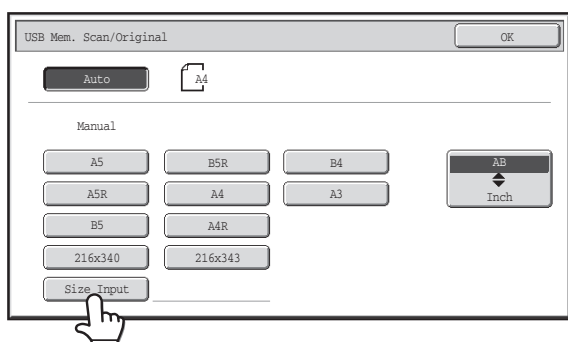 USB Mem. Scan/Original OK
Auto A4
Manual
A5 B5R B4 AB
A5R A4 A3 Inch
B5 A4R
216x340 216x343
Size Input